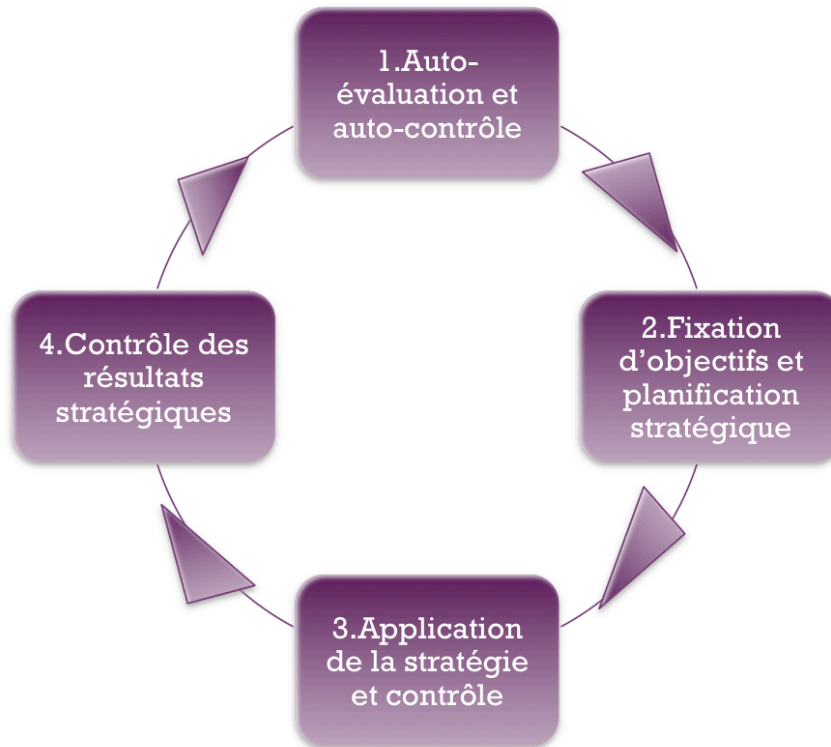 1.Auto-
évaluation et
auto-contrôle
2.Fixation
d’objectifs et
planification
stratégique
3.Application
de la stratégie
et contrôle
4.Contrôle des
résultats
stratégiques